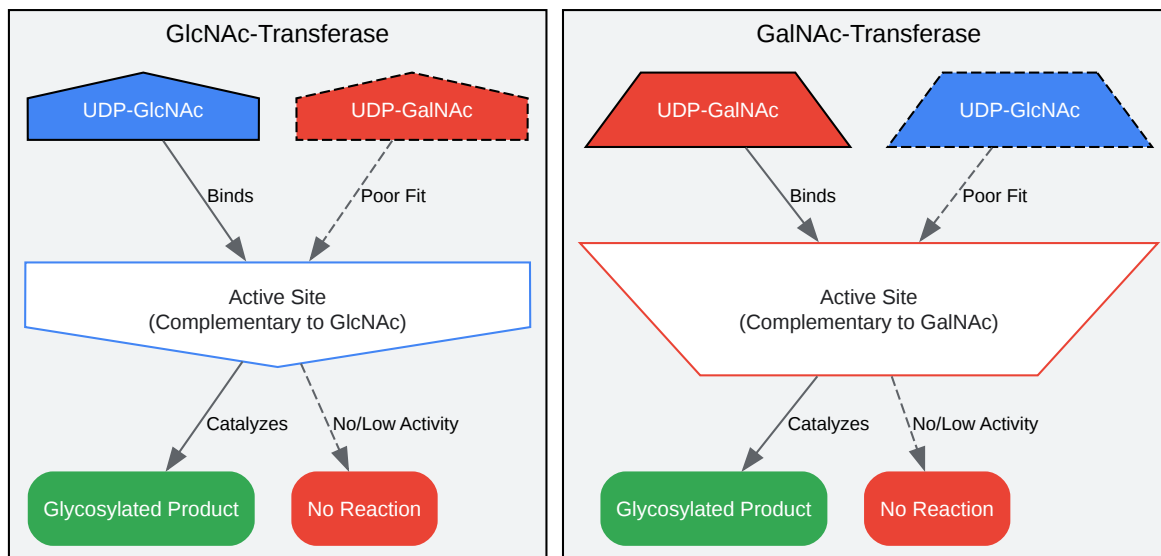 GlcNAc-Transferase
UDP-GlcNAc
UDP-GalNAc
Binds
Poor Fit
Active Site
(Complementary to GlcNAc)
Catalyzes
No/Low Activity
Glycosylated Product
No Reaction
GalNAc-Transferase
UDP-GalNAc
UDP-GlcNAc
Binds
Poor Fit
Active Site
(Complementary to GalNAc)
Catalyzes
No/Low Activity
Glycosylated Product
No Reaction